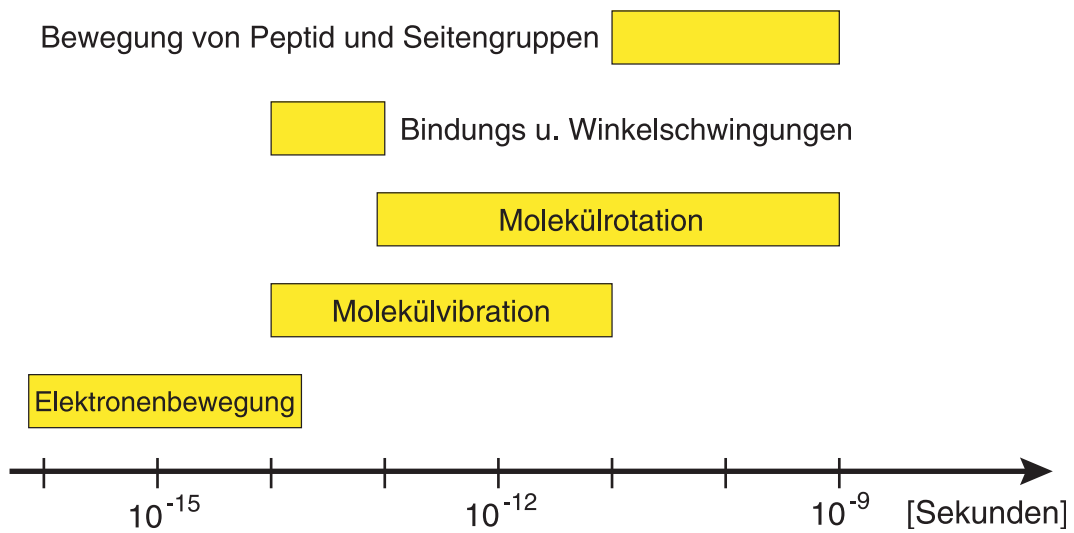 Bewegung von Peptid und Seitengruppen
Bindungs u. Winkelschwingungen
Molekülrotation
Molekülvibration
Elektronenbewegung
10⁻¹⁵ 10⁻¹² 10⁻⁹ [Sekunden]